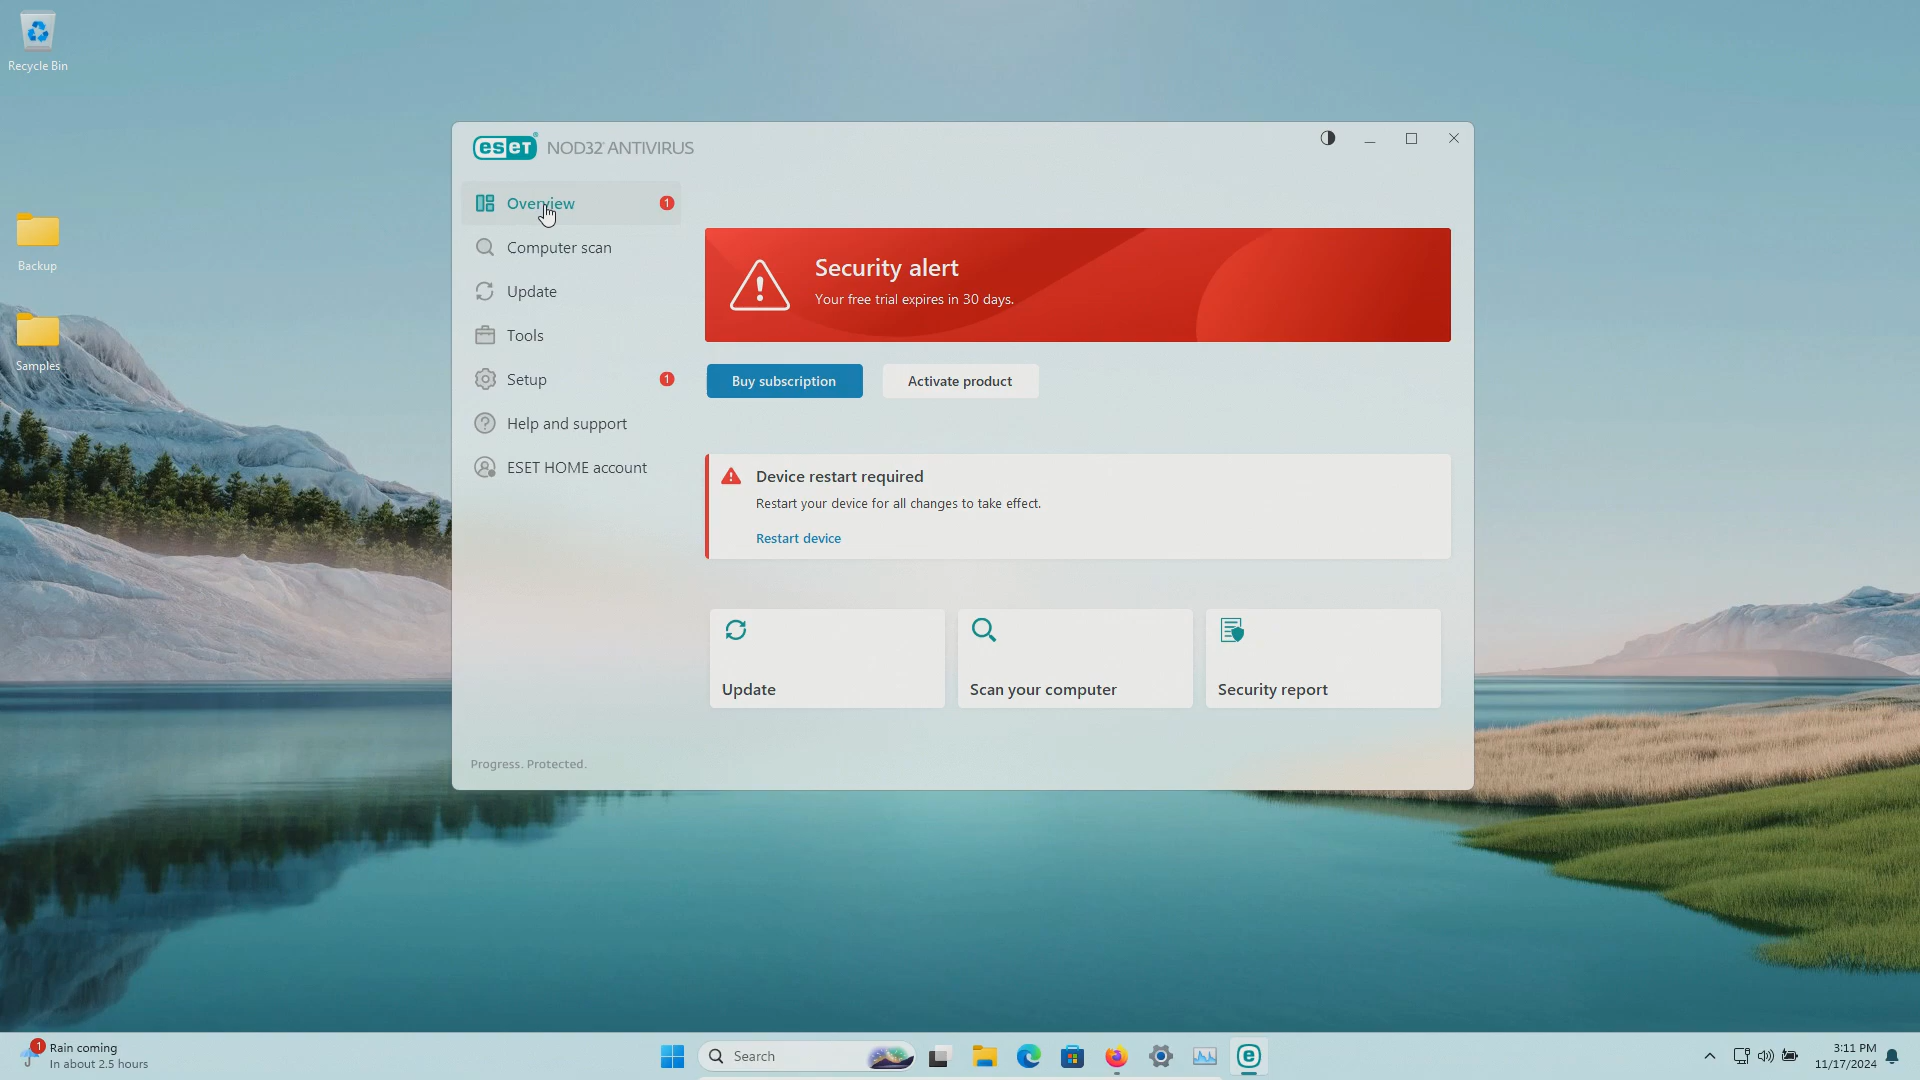 Recycle Bin
Backup
Samples
eseT® NOD32® ANTIVIRUS
Overview 1
Computer scan
Update
Tools
Setup 1
Help and support
ESET HOME account
Progress. Protected.
Security alert
Your free trial expires in 30 days.
Buy subscription Activate product
Device restart required
Restart your device for all changes to take effect.
Restart device
Update Scan your computer Security report
1 Rain coming
In about 2.5 hours
Search
e
3:11 PM
11/17/2024